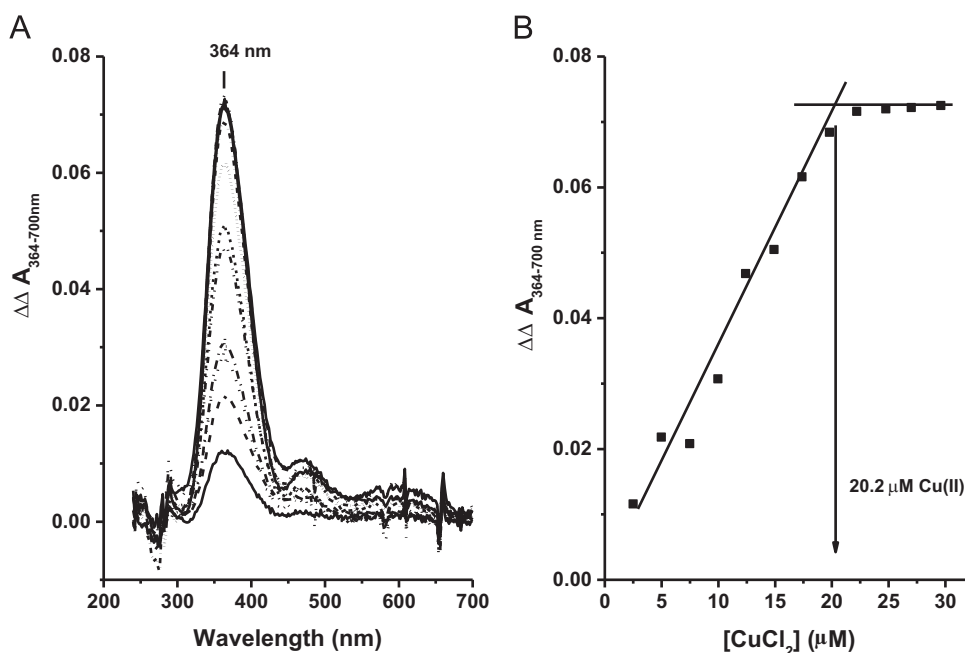 A
364 nm
0.08
0.06
0.04
0.02
0.00
ΔΔ A364-700nm
200 300 400 500 600 700
Wavelength (nm)
B
0.08
0.06
0.04
0.02
0.00
ΔΔ A364-700 nm
20.2 μM Cu(II)
0 5 10 15 20 25 30
[CuCl2] (μM)